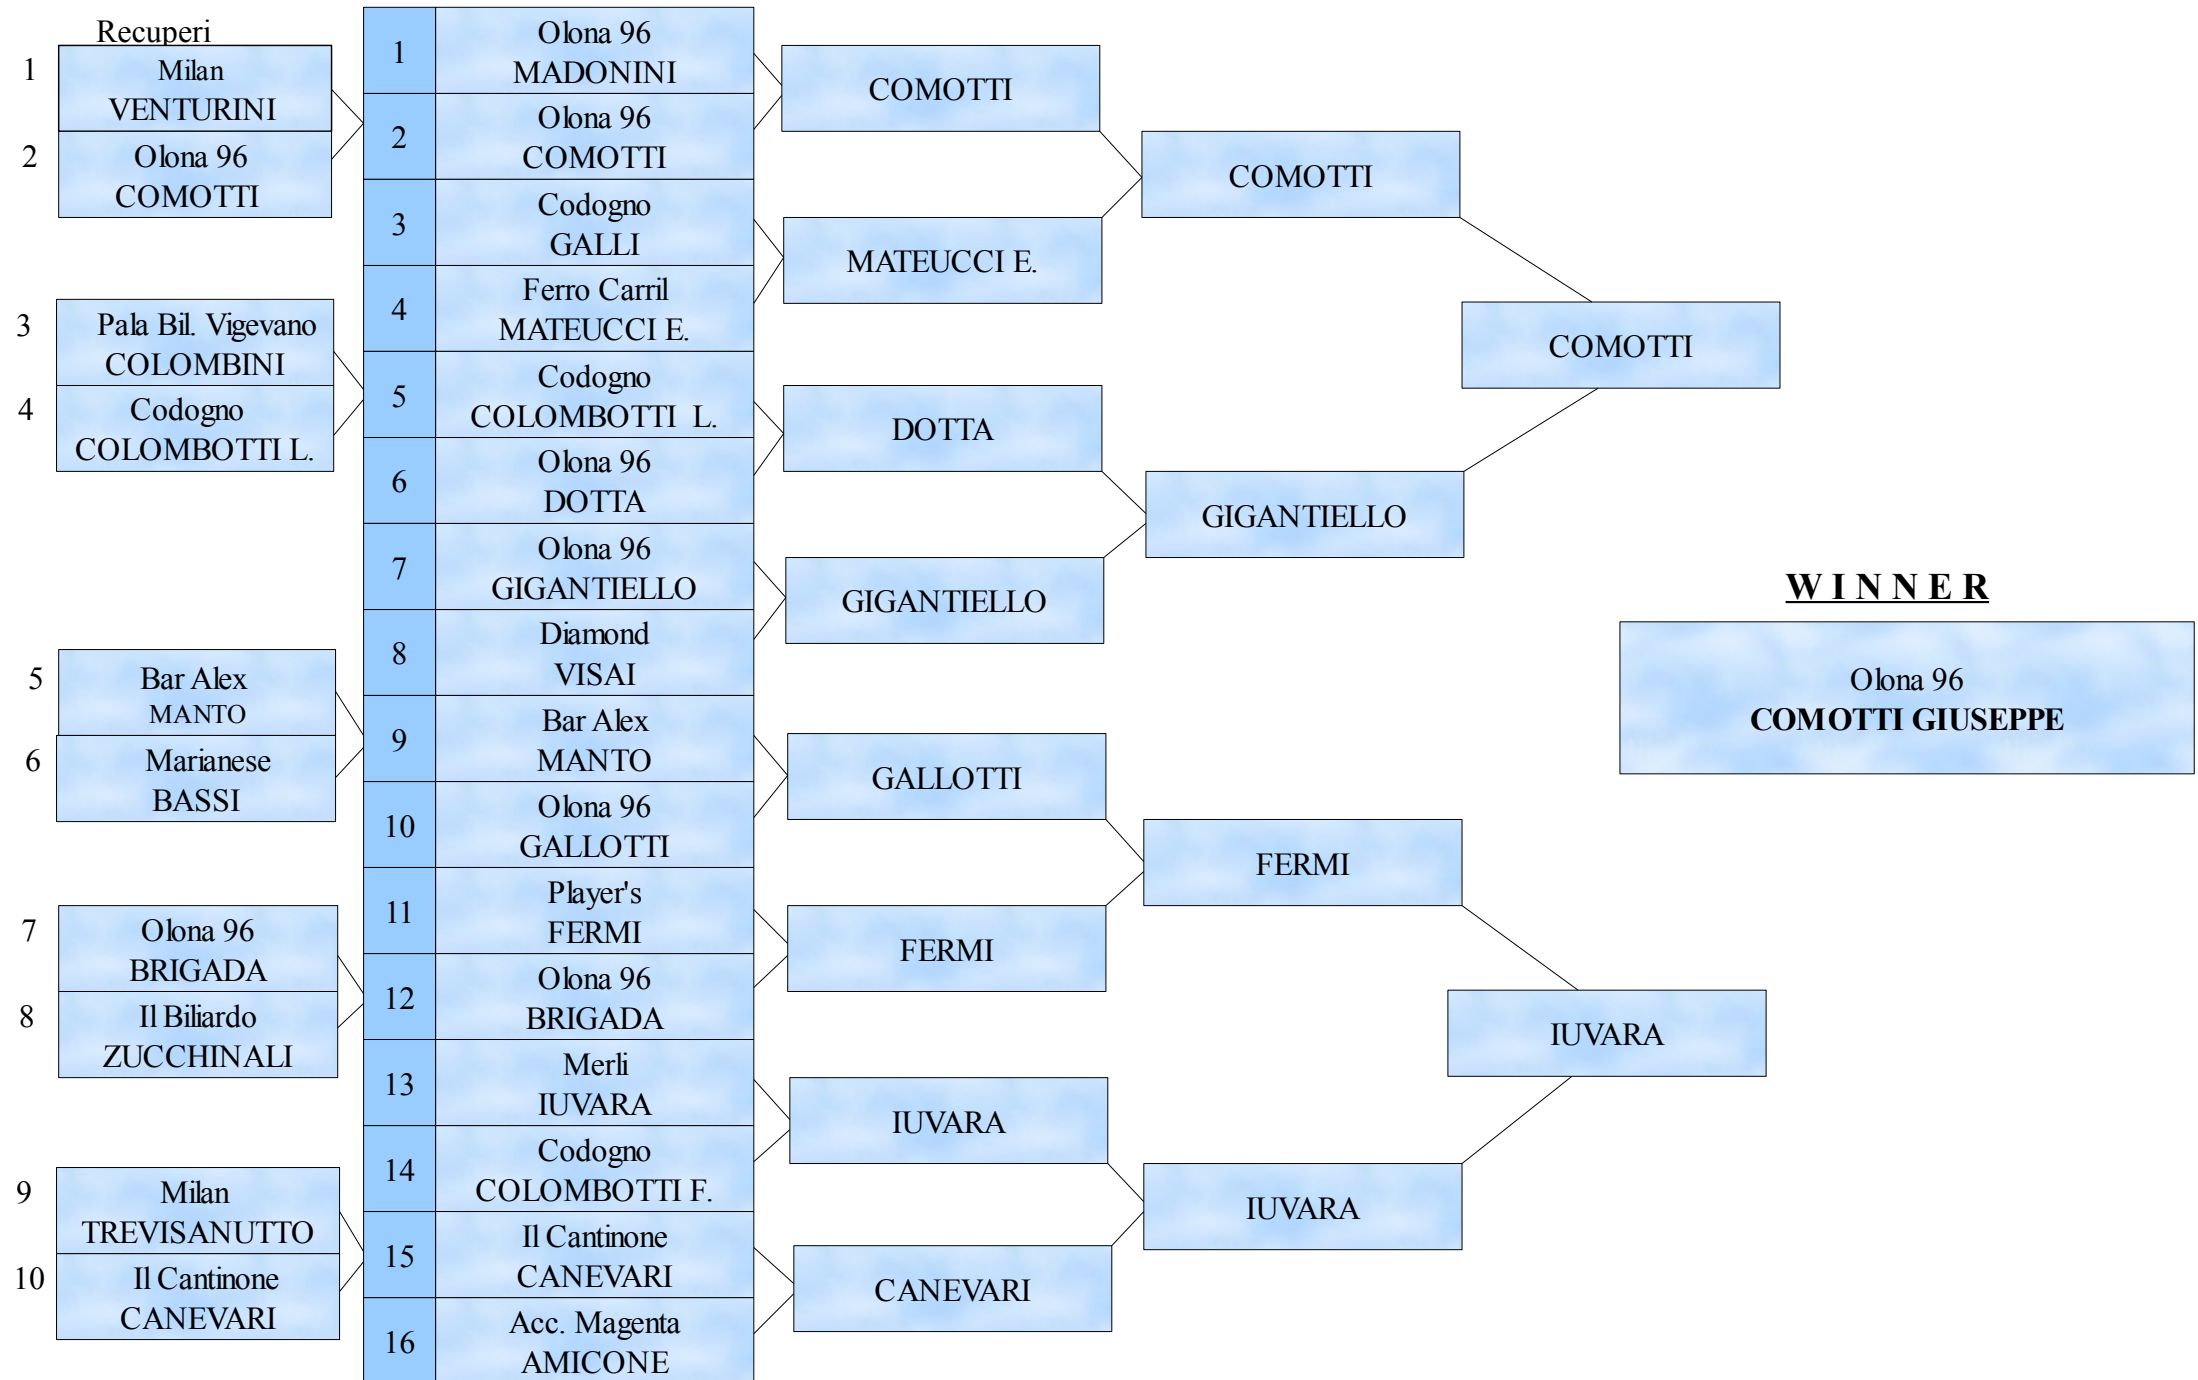 Recuperi
1
Milan
VENTURINI
2
Olona 96
COMOTTI
3
Pala Bil. Vigevano
COLOMBINI
4
Codogno
COLOMBOTTI L.
5
Bar Alex
MANTO
6
Marianese
BASSI
7
Olona 96
BRIGADA
8
Il Biliardo
ZUCCHINALI
9
Milan
TREVISANUTTO
10
Il Cantinone
CANEVARI
1
Olona 96
MADONINI
2
Olona 96
COMOTTI
3
Codogno
GALLI
4
Ferro Carril
MATEUCCI E.
5
Codogno
COLOMBOTTI L.
6
Olona 96
DOTTA
7
Olona 96
GIGANTIELLO
8
Diamond
VISAI
9
Bar Alex
MANTO
10
Olona 96
GALLOTTI
11
Player's
FERMI
12
Olona 96
BRIGADA
13
Merli
IUVARA
14
Codogno
COLOMBOTTI F.
15
Il Cantinone
CANEVARI
16
Acc. Magenta
AMICONE
COMOTTI
MATEUCCI E.
DOTTA
GIGANTIELLO
GALLOTTI
FERMI
IUVARA
CANEVARI
COMOTTI
GIGANTIELLO
FERMI
IUVARA
COMOTTI
IUVARA
W I N N E R
Olona 96
COMOTTI GIUSEPPE